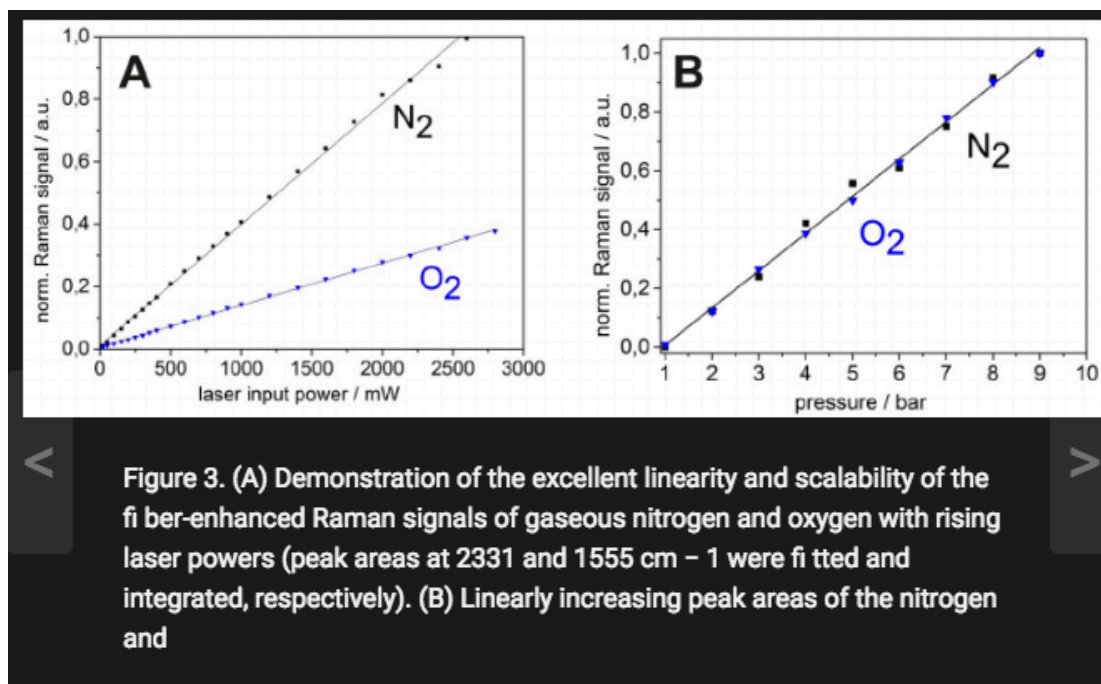 A
norm. Raman signal / a.u.
1,0
0,8
0,6
0,4
0,2
0,0
N2
O2
0 500 1000 1500 2000 2500 3000
laser input power / mW
B
norm. Raman signal / a.u.
1,0
0,8
0,6
0,4
0,2
0,0
N2
O2
1 2 3 4 5 6 7 8 9 10
pressure / bar
<
>
Figure 3. (A) Demonstration of the excellent linearity and scalability of the
fi ber-enhanced Raman signals of gaseous nitrogen and oxygen with rising
laser powers (peak areas at 2331 and 1555 cm − 1 were fi tted and
integrated, respectively). (B) Linearly increasing peak areas of the nitrogen
and